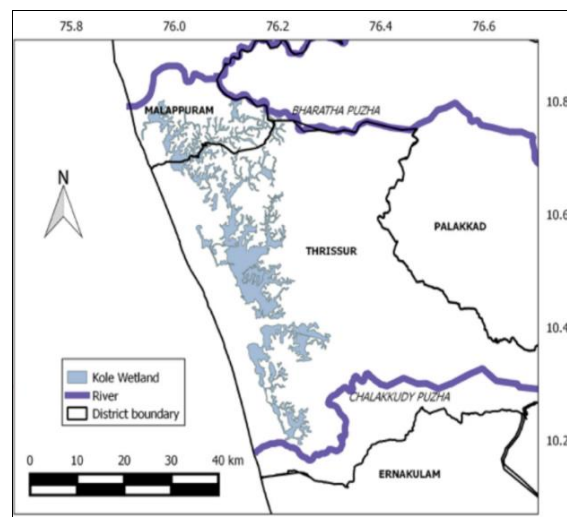 75.8 76.0 76.2 76.4 76.6
10.8
MALAPPURAM
BHARATHA PUZHA
N
10.6
PALAKKAD
THRISSUR
10.4
Kole Wetland
River
District boundary
CHALAKKUDY PUZHA
10.2
0 10 20 30 40 km
ERNAKULAM